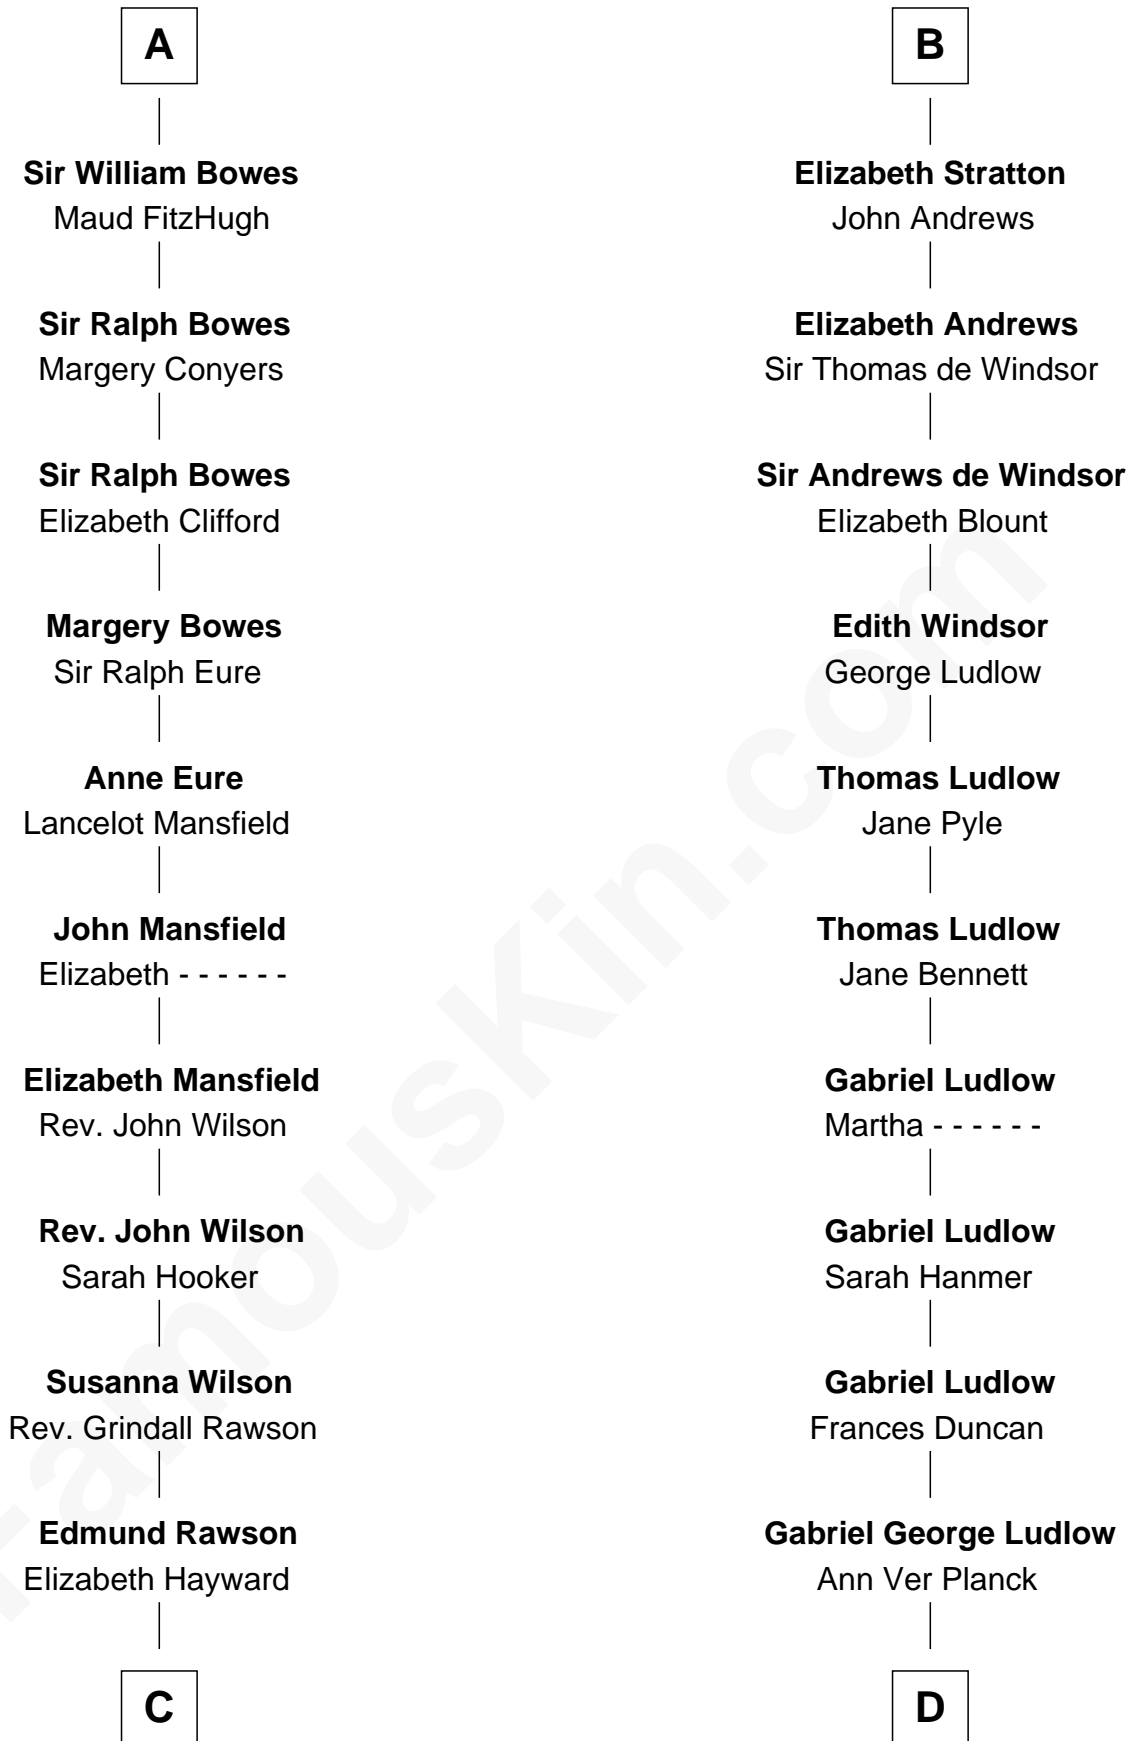 A
Sir William Bowes
Maud FitzHugh
Sir Ralph Bowes
Margery Conyers
Sir Ralph Bowes
Elizabeth Clifford
Margery Bowes
Sir Ralph Eure
Anne Eure
Lancelot Mansfield
John Mansfield
Elizabeth - - - - - -
Elizabeth Mansfield
Rev. John Wilson
Rev. John Wilson
Sarah Hooker
Susanna Wilson
Rev. Grindall Rawson
Edmund Rawson
Elizabeth Hayward
C
B
Elizabeth Stratton
John Andrews
Elizabeth Andrews
Sir Thomas de Windsor
Sir Andrews de Windsor
Elizabeth Blount
Edith Windsor
George Ludlow
Thomas Ludlow
Jane Pyle
Thomas Ludlow
Jane Bennett
Gabriel Ludlow
Martha - - - - - -
Gabriel Ludlow
Sarah Hanmer
Gabriel Ludlow
Frances Duncan
Gabriel George Ludlow
Ann Ver Planck
D
FamousKin.com